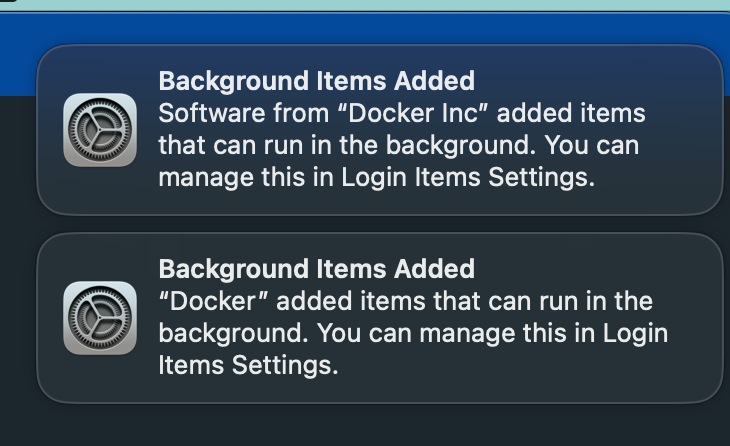 Background Items Added
Software from “Docker Inc” added items
that can run in the background. You can
manage this in Login Items Settings.
Background Items Added
“Docker” added items that can run in the
background. You can manage this in Login
Items Settings.